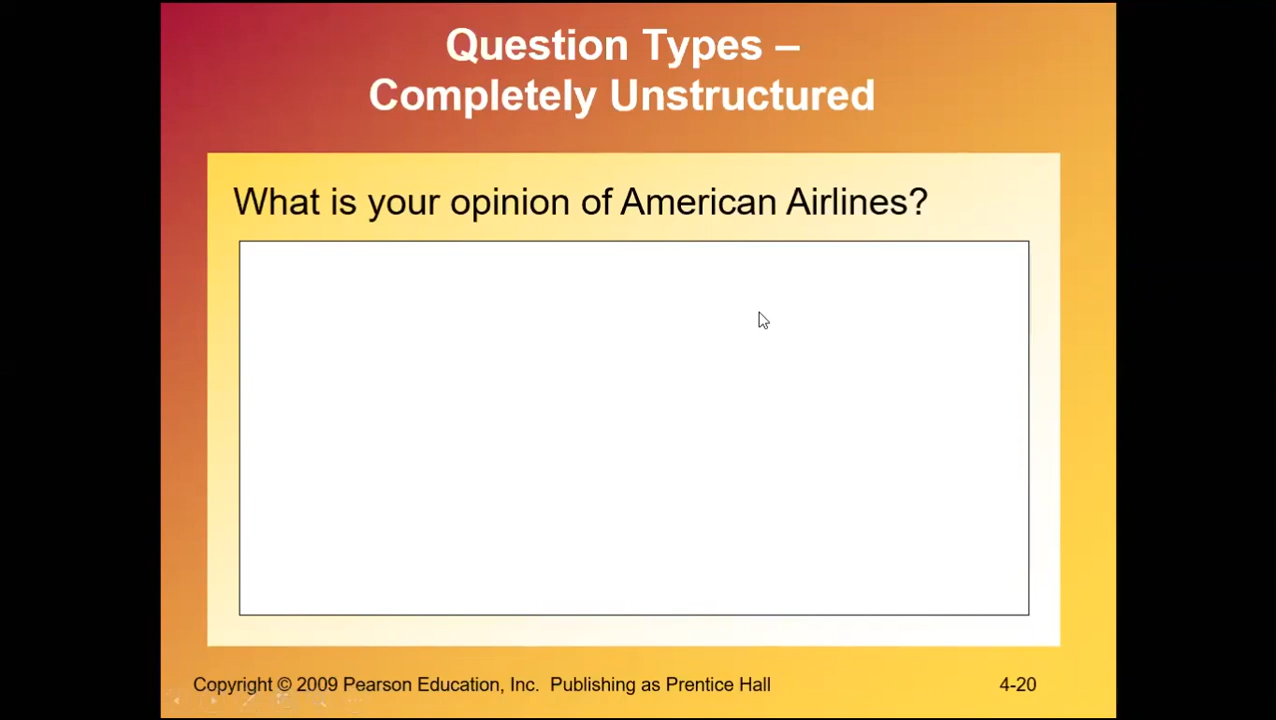 Question Types –
Completely Unstructured
What is your opinion of American Airlines?
Copyright © 2009 Pearson Education, Inc.  Publishing as Prentice Hall
4-20